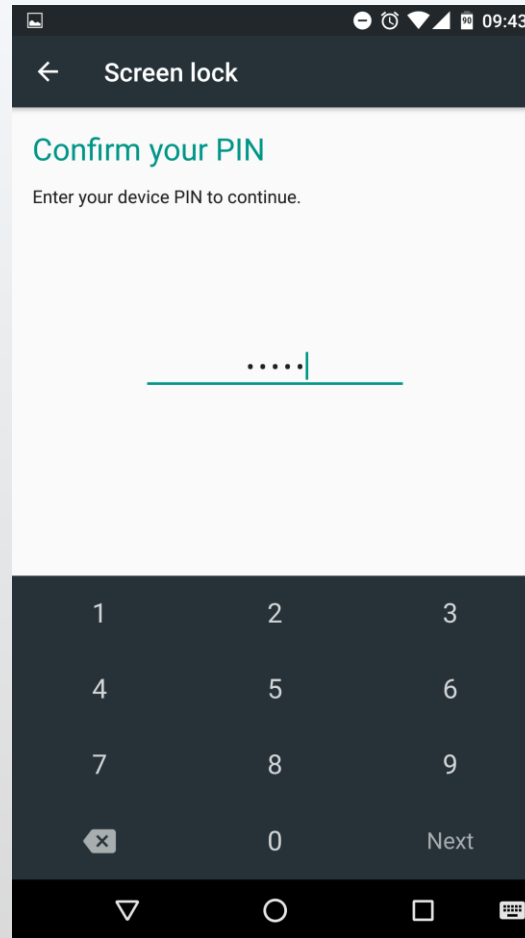 90 09:43
Screen lock
Confirm your PIN
Enter your device PIN to continue.
•••••
1 2 3
4 5 6
7 8 9
0 Next